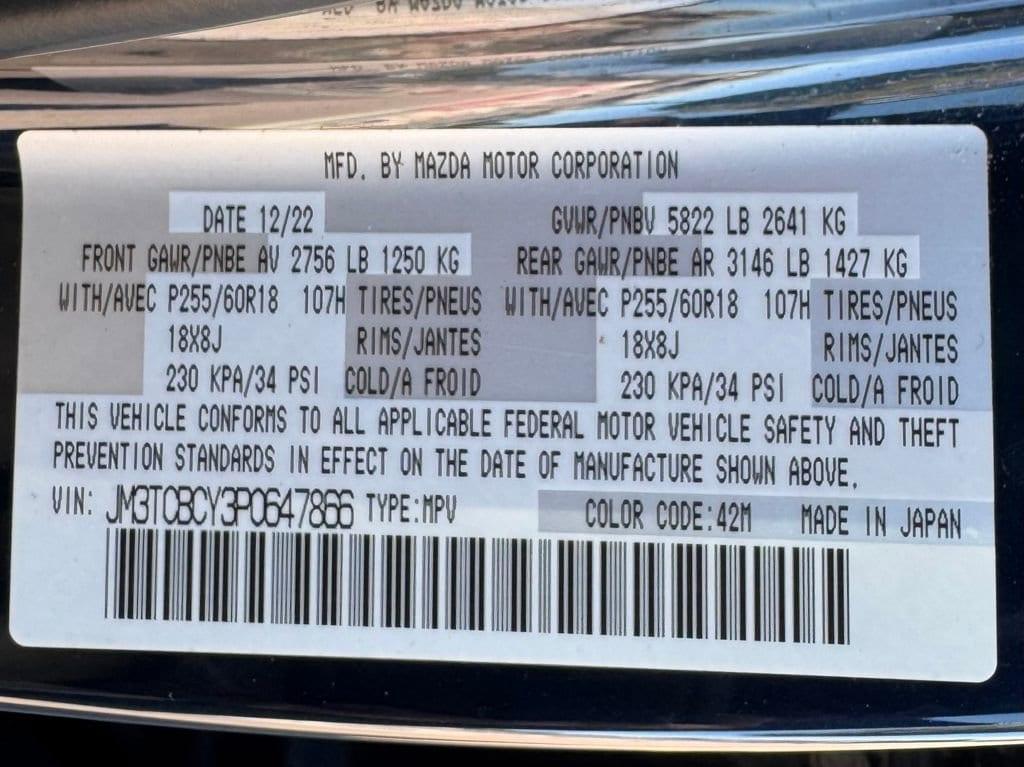 MFD. BY MAZDA MOTOR CORPORATION
DATE 12/22 GVWR/PNBV 5822 LB 2641 KG
FRONT GAWR/PNBE AV 2756 LB 1250 KG REAR GAWR/PNBE AR 3146 LB 1427 KG
WITH/AVEC P255/60R18 107H TIRES/PNEUS WITH/AVEC P255/60R18 107H TIRES/PNEUS
18X8J RIMS/JANTES 18X8J RIMS/JANTES
230 KPA/34 PSI COLD/A FROID 230 KPA/34 PSI COLD/A FROID
THIS VEHICLE CONFORMS TO ALL APPLICABLE FEDERAL MOTOR VEHICLE SAFETY AND THEFT
PREVENTION STANDARDS IN EFFECT ON THE DATE OF MANUFACTURE SHOWN ABOVE.
VIN: JM3TCBCY3P0647866 TYPE:MPV COLOR CODE:42M MADE IN JAPAN